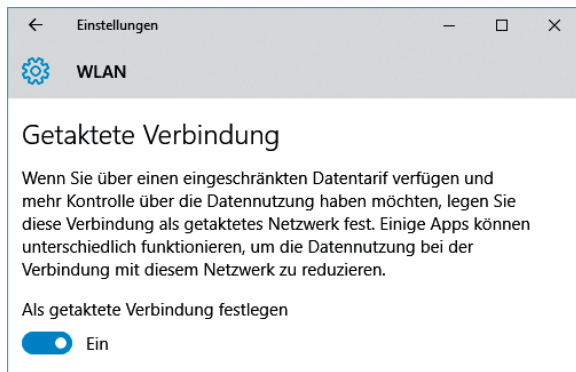 Einstellungen
WLAN
Getaktete Verbindung
Wenn Sie über einen eingeschränkten Datentarif verfügen und
mehr Kontrolle über die Datennutzung haben möchten, legen Sie
diese Verbindung als getaktetes Netzwerk fest. Einige Apps können
unterschiedlich funktionieren, um die Datennutzung bei der
Verbindung mit diesem Netzwerk zu reduzieren.
Als getaktete Verbindung festlegen
Ein